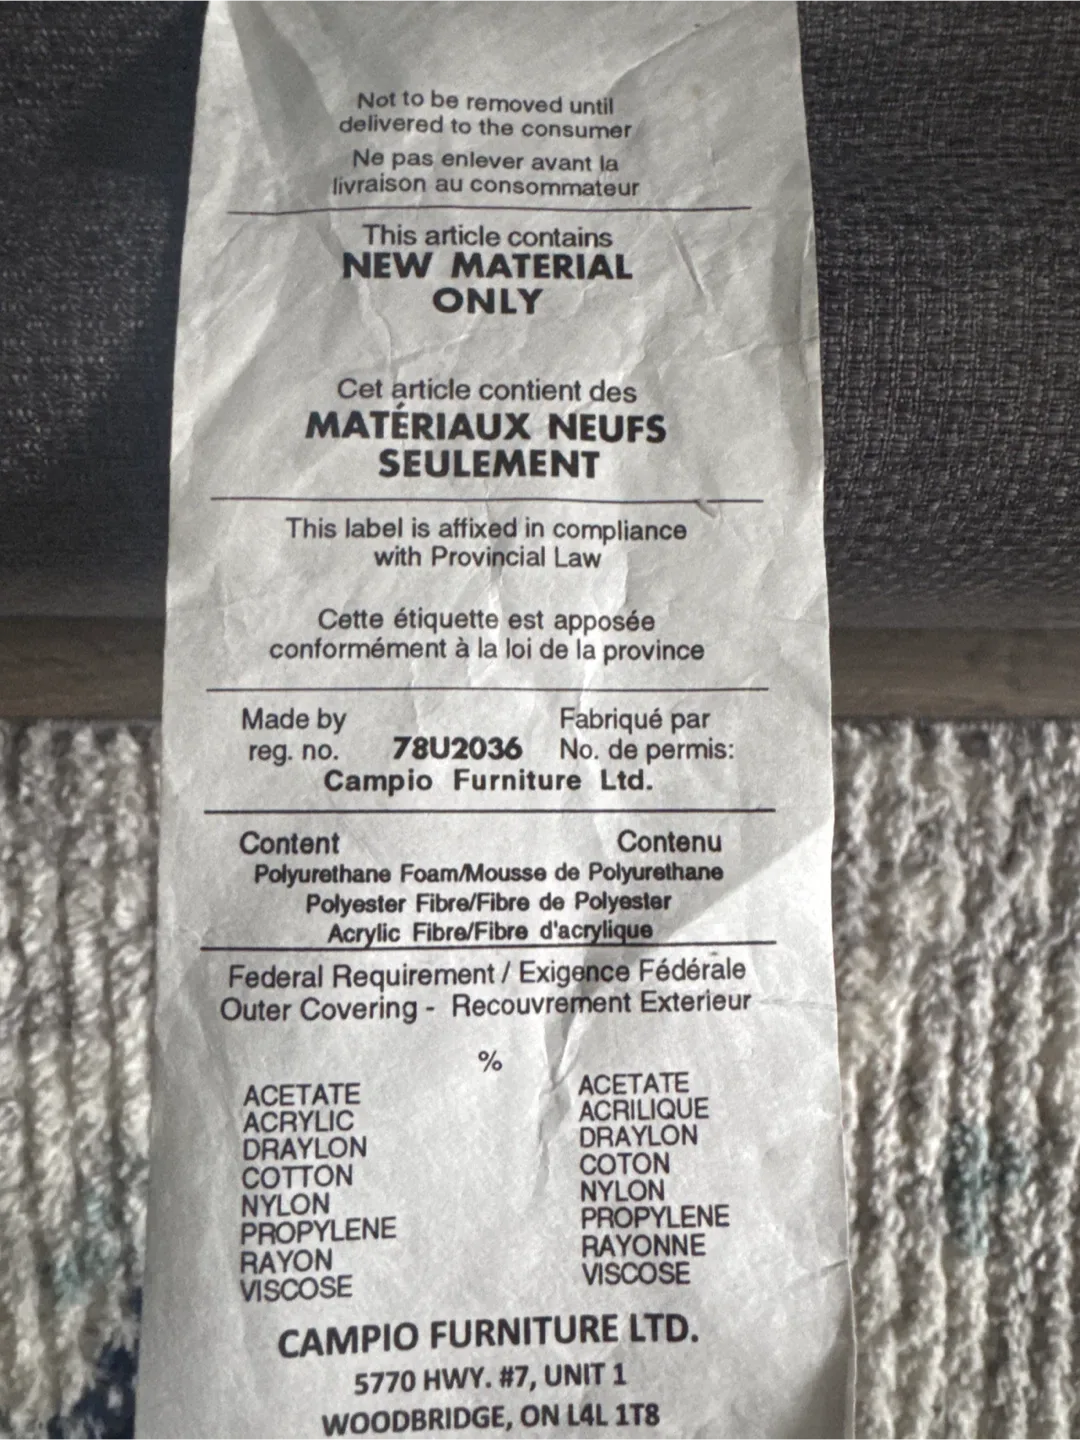 Not to be removed until
delivered to the consumer
Ne pas enlever avant la
livraison au consommateur
This article contains
NEW MATERIAL
ONLY
Cet article contient des
MATÉRIAUX NEUFS
SEULEMENT
This label is affixed in compliance
with Provincial Law
Cette étiquette est apposée
conformément à la loi de la province
Made by Fabriqué par
reg. no. 78U2036 No. de permis:
Campio Furniture Ltd.
Content Contenu
Polyurethane Foam/Mousse de Polyurethane
Polyester Fibre/Fibre de Polyester
Acrylic Fibre/Fibre d'acrylique
Federal Requirement / Exigence Fédérale
Outer Covering - Recouvrement Exterieur
%
ACETATE ACETATE
ACRYLIC ACRILIQUE
DRAYLON DRAYLON
COTTON COTON
NYLON NYLON
PROPYLENE PROPYLENE
RAYON RAYONNE
VISCOSE VISCOSE
CAMPIO FURNITURE LTD.
5770 HWY. #7, UNIT 1
WOODBRIDGE, ON L4L 1T8